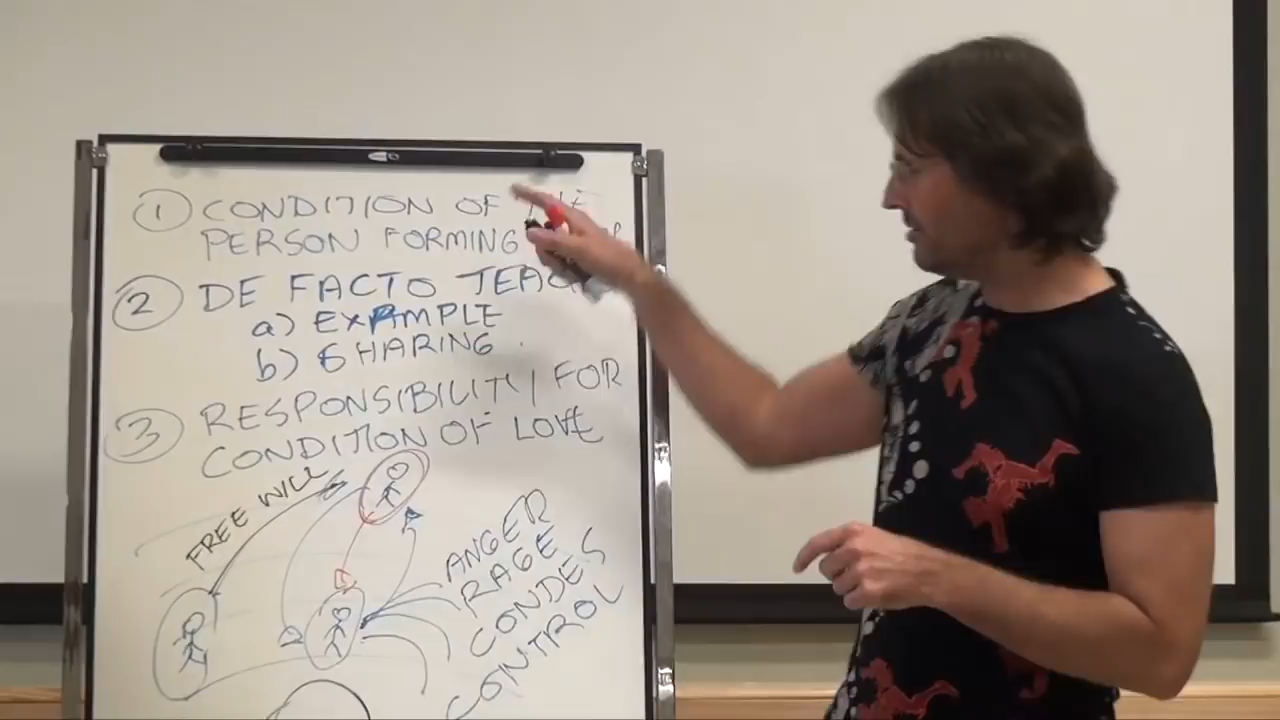 1 CONDITION OF THE
PERSON FORMING
2 DE FACTO
a) EXAMPLE
b) SHARING.
3 RESPONSIBILITY FOR
CONDITION OF LOVE
FREE WILL
ANGER
RAGE
CONDES
CONTROL